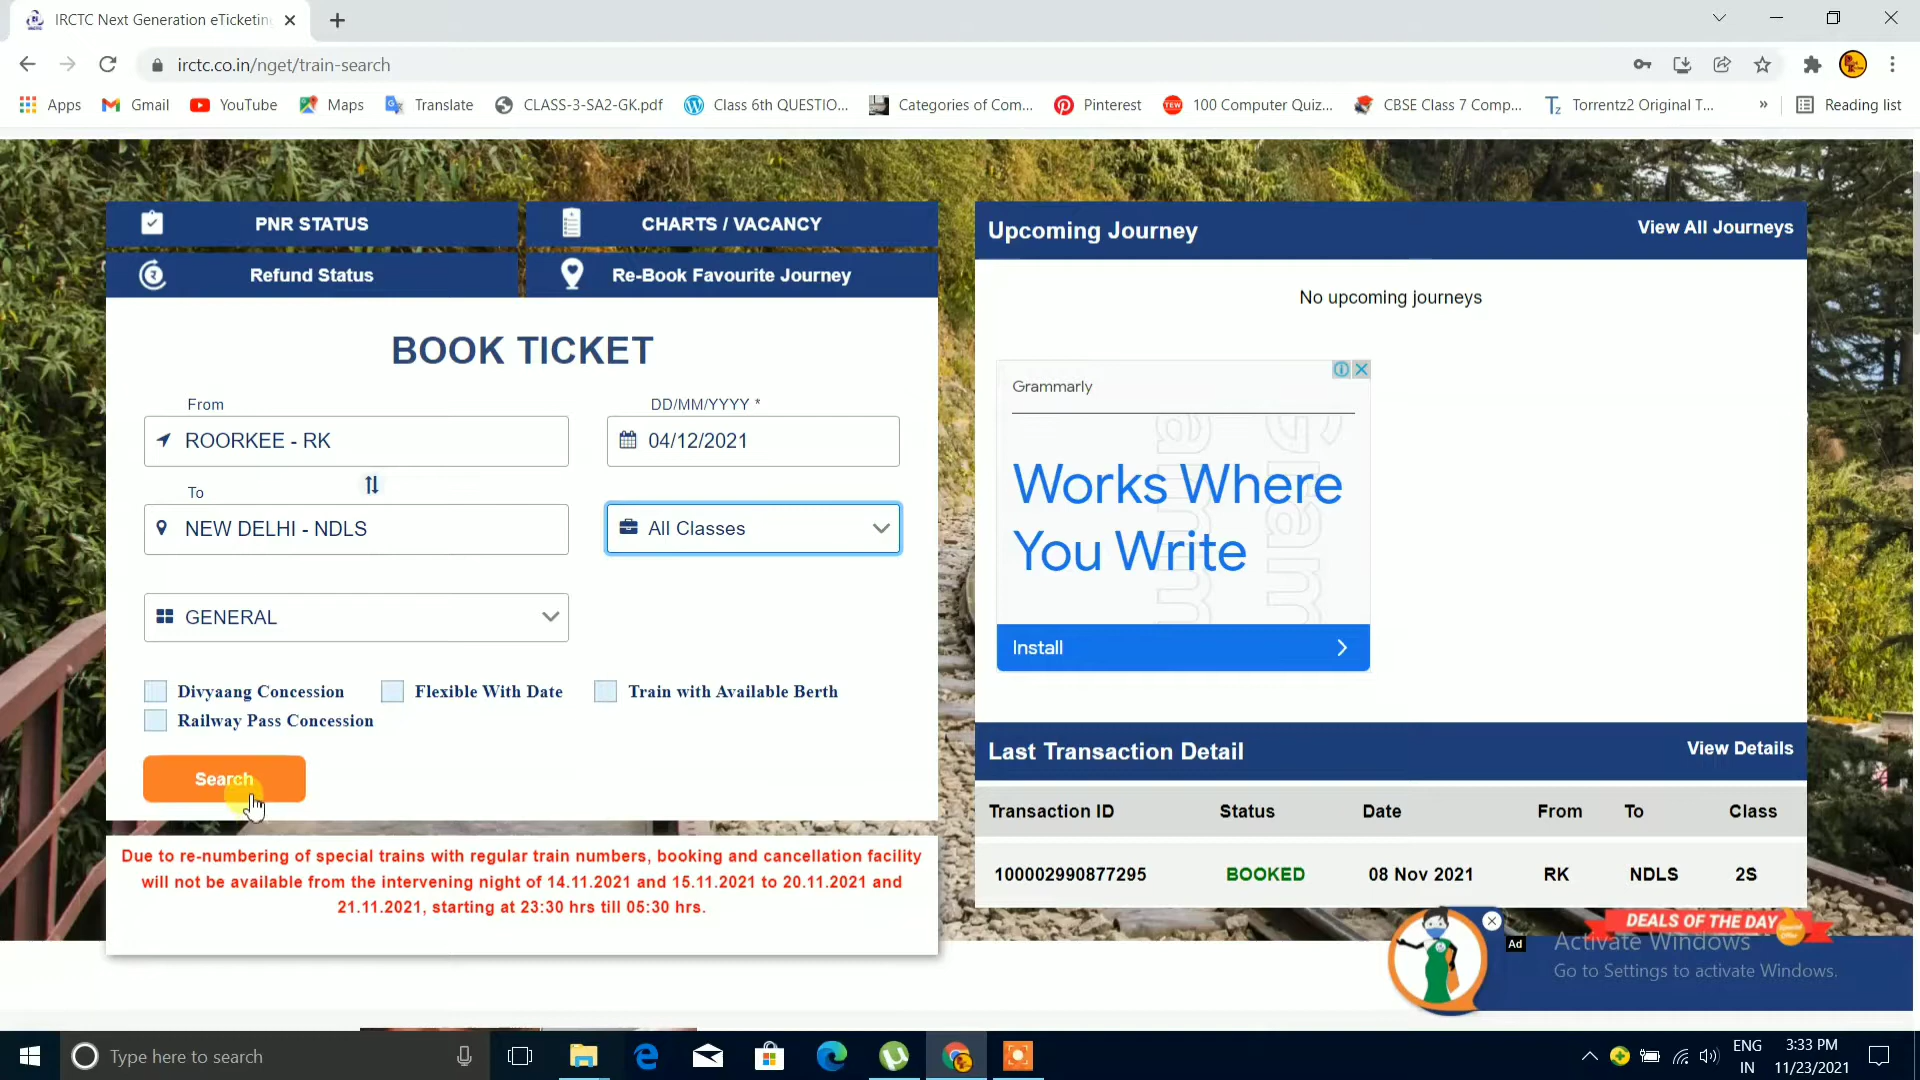 IRCTC Next Generation eTicketing
irctc.co.in/nget/train-search
Apps
Gmail
YouTube
Maps
Translate
CLASS-3-SA2-GK.pdf
Class 6th QUESTIO...
Categories of Com...
Pinterest
100 Computer Quiz...
CBSE Class 7 Comp...
Torrentz2 Original T...
»
Reading list
PNR STATUS
CHARTS / VACANCY
Refund Status
Re-Book Favourite Journey
BOOK TICKET
From
ROORKEE - RK
DD/MM/YYYY *
04/12/2021
To
NEW DELHI - NDLS
All Classes
GENERAL
Divyaang Concession
Flexible With Date
Train with Available Berth
Railway Pass Concession
Search
Due to re-numbering of special trains with regular train numbers, booking and cancellation facility
will not be available from the intervening night of 14.11.2021 and 15.11.2021 to 20.11.2021 and
21.11.2021, starting at 23:30 hrs till 05:30 hrs.
Upcoming Journey
View All Journeys
No upcoming journeys
Grammarly
Works Where
You Write
Install
Last Transaction Detail
View Details
Transaction ID Status Date From To Class
100002990877295 BOOKED 08 Nov 2021 RK NDLS 2S
DEALS OF THE DAY
Special
Offer
Ad
Activate Windows
Go to Settings to activate Windows.
Type here to search
ENG
IN
3:33 PM
11/23/2021